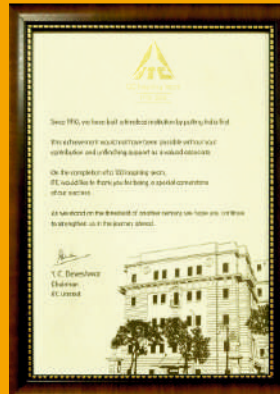 ITC
Since 1910, we have built a institution by putting India first.
This achievement would not have been possible without your
contribution and unflinching support as a valued associate.
On the completion of a 100 inspiring years,
ITC would like to thank you for being a special cornerstone
of our success.
As we stand on the threshold of another century, we hope you continue
to strengthen us in the journey ahead.
Y. C. Deveshwar
Chairman
ITC Limited